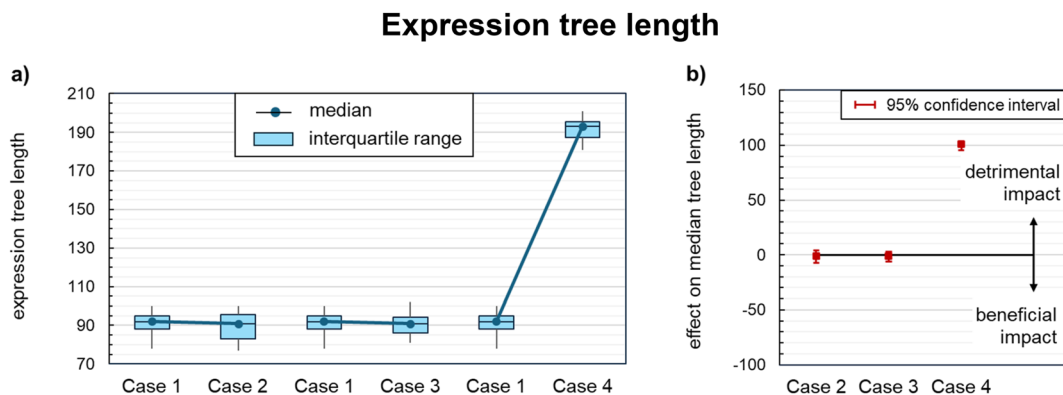 Expression tree length
a)
expression tree length
210
190
170
150
130
110
90
70
median
interquartile range
Case 1 Case 2 Case 1 Case 3 Case 1 Case 4
b)
effect on median tree length
150
100
50
0
-50
-100
95% confidence interval
detrimental
impact
beneficial
impact
Case 2 Case 3 Case 4